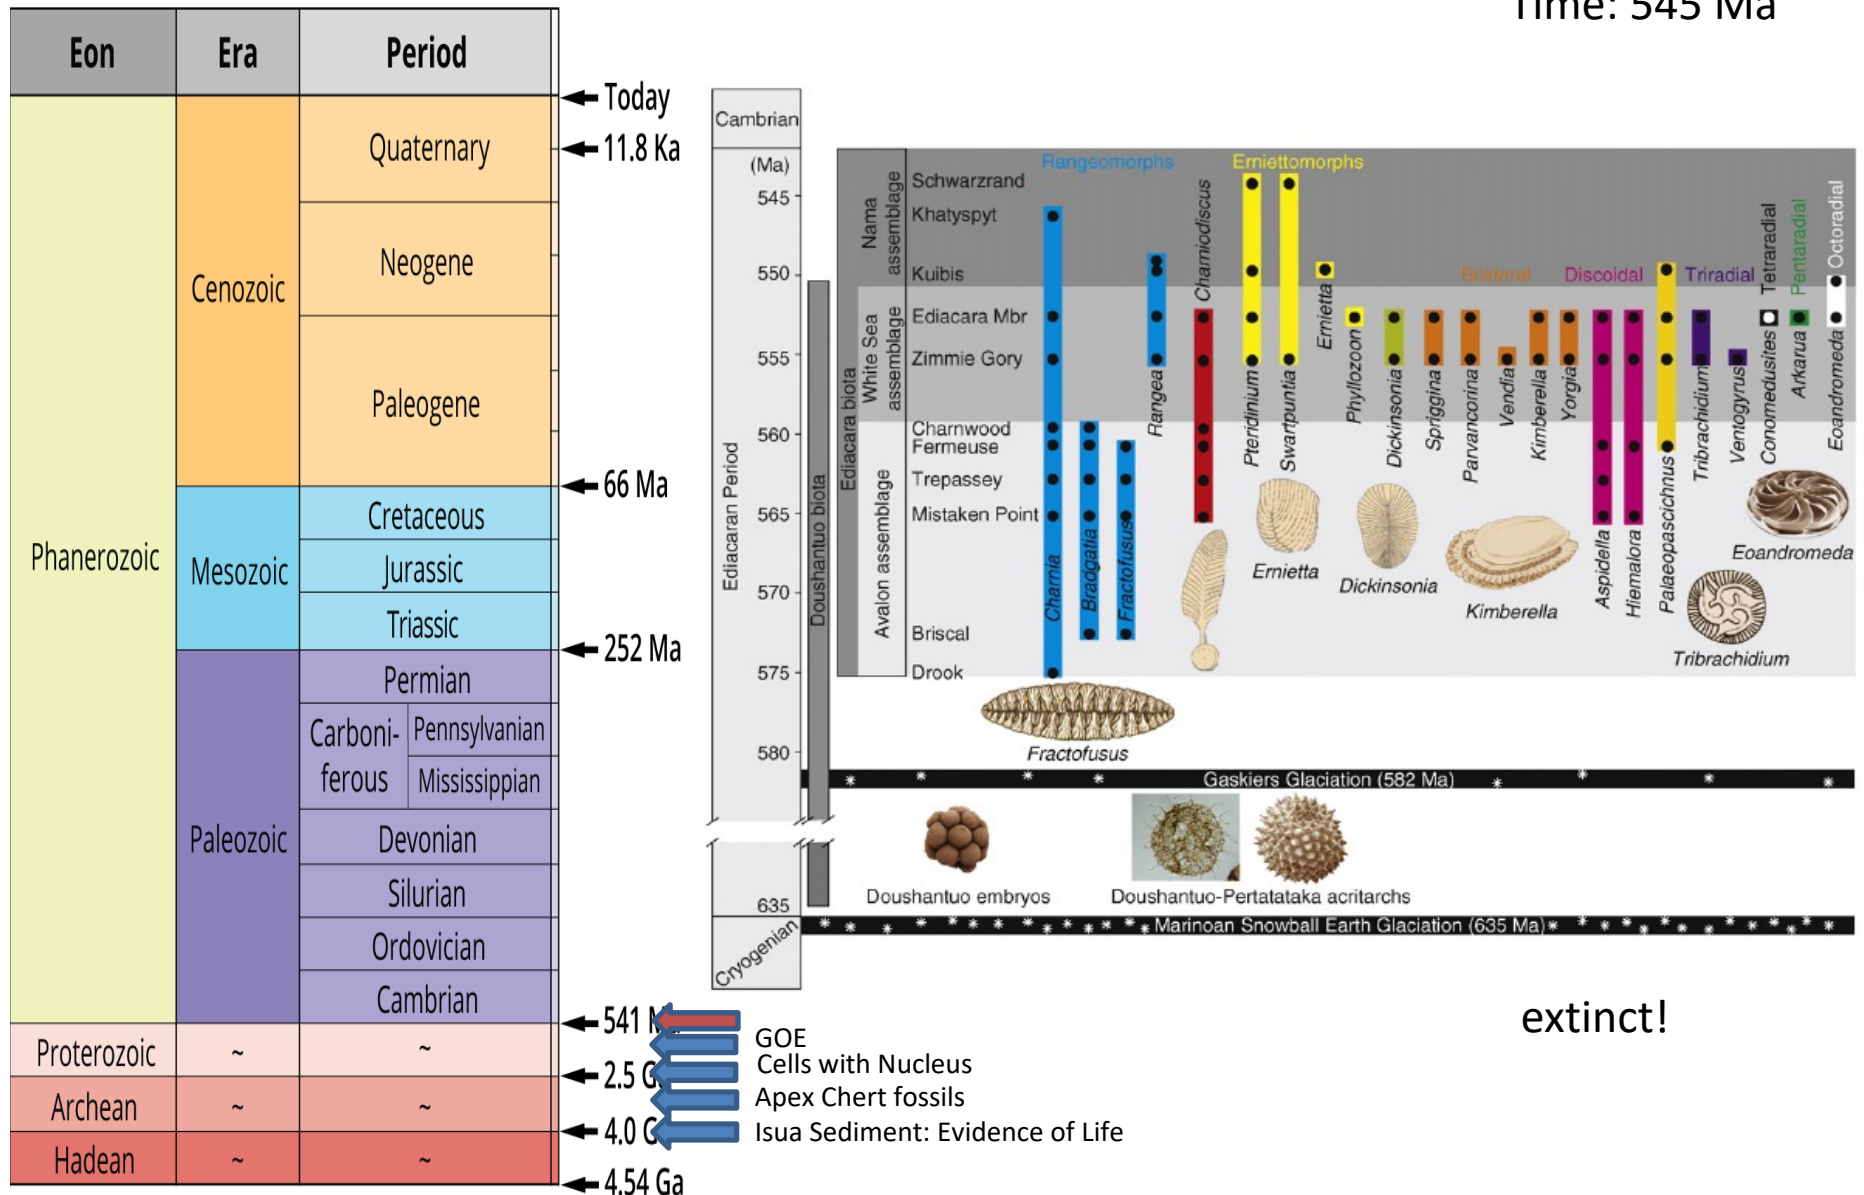 Time: 545 Ma
Eon
Era
Period
Phanerozoic
Cenozoic
Quaternary
Neogene
Paleogene
Mesozoic
Cretaceous
Jurassic
Triassic
Paleozoic
Permian
Carboni-
ferous
Pennsylvanian
Mississippian
Devonian
Silurian
Ordovician
Cambrian
Proterozoic
~
~
Archean
~
~
Hadean
~
~
Today
11.8 Ka
66 Ma
252 Ma
541 Ma
2.5 G
4.0 G
4.54 Ga
GOE
Cells with Nucleus
Apex Chert fossils
Isua Sediment: Evidence of Life
Cambrian
(Ma)
545
550
555
560
565
570
575
580
635
Ediacaran Period
Cryogenian
Doushantuo biota
Ediacara biota
Nama
assemblage
White Sea
assemblage
Avalon assemblage
Schwarzrand
Khatyspyt
Kuibis
Ediacara Mbr
Zimmie Gory
Charnwood
Fermeuse
Trepassey
Mistaken Point
Briscal
Drook
Rangeomorphs
Erniettomorphs
Bilateral
Discoidal
Triradial
Tetraradial
Pentaradial
Octoradial
Charnia
Bradgatia
Fractofusus
Rangea
Charniodiscus
Pteridinium
Swartpuntia
Ernietta
Phyllozoon
Dickinsonia
Spriggina
Parvancorina
Vendia
Kimberella
Yorgia
Aspidella
Hiemalora
Palaeopascichnus
Tribrachidium
Ventogyrus
Conomedusites
Arkarua
Eoandromeda
Fractofusus
Ernietta
Dickinsonia
Kimberella
Tribrachidium
Eoandromeda
Gaskiers Glaciation (582 Ma)
Doushantuo embryos
Doushantuo-Pertatataka acritarchs
Marinoan Snowball Earth Glaciation (635 Ma)
extinct!